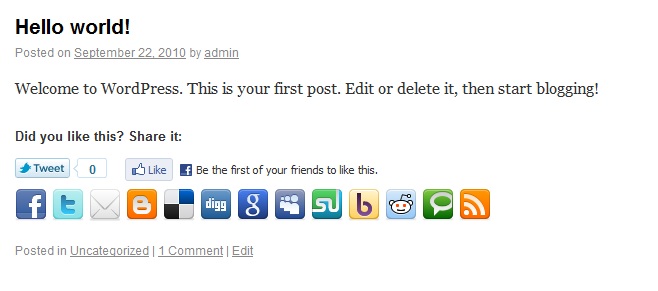 Hello world!
Posted on September 22, 2010 by admin
Welcome to WordPress. This is your first post. Edit or delete it, then start blogging!
Did you like this? Share it:
Tweet 0 Like Be the first of your friends to like this.
digg
Posted in Uncategorized | 1 Comment | Edit